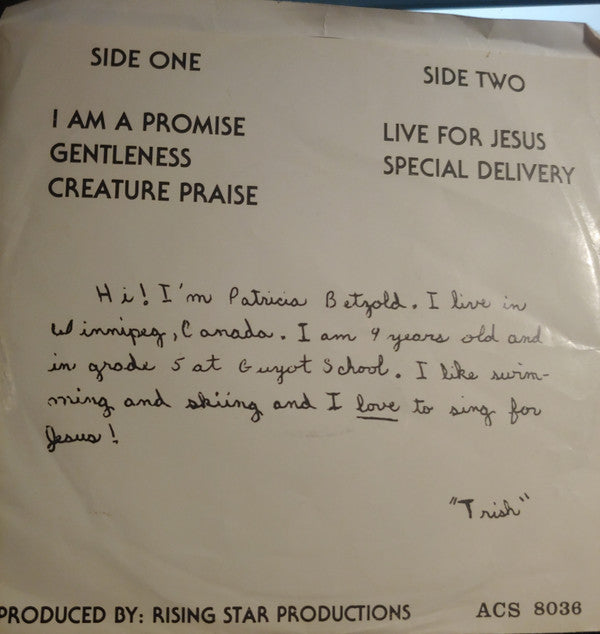 SIDE ONE
I AM A PROMISE
GENTLENESS
CREATURE PRAISE
SIDE TWO
LIVE FOR JESUS
SPECIAL DELIVERY
Hi! I'm Patricia Betzold. I live in
Winnipeg, Canada. I am 9 years old and
in grade 5 at Guyot School. I like swim-
ming and skiing and I love to sing for
Jesus!
"Trish"
PRODUCED BY: RISING STAR PRODUCTIONS
ACS 8036